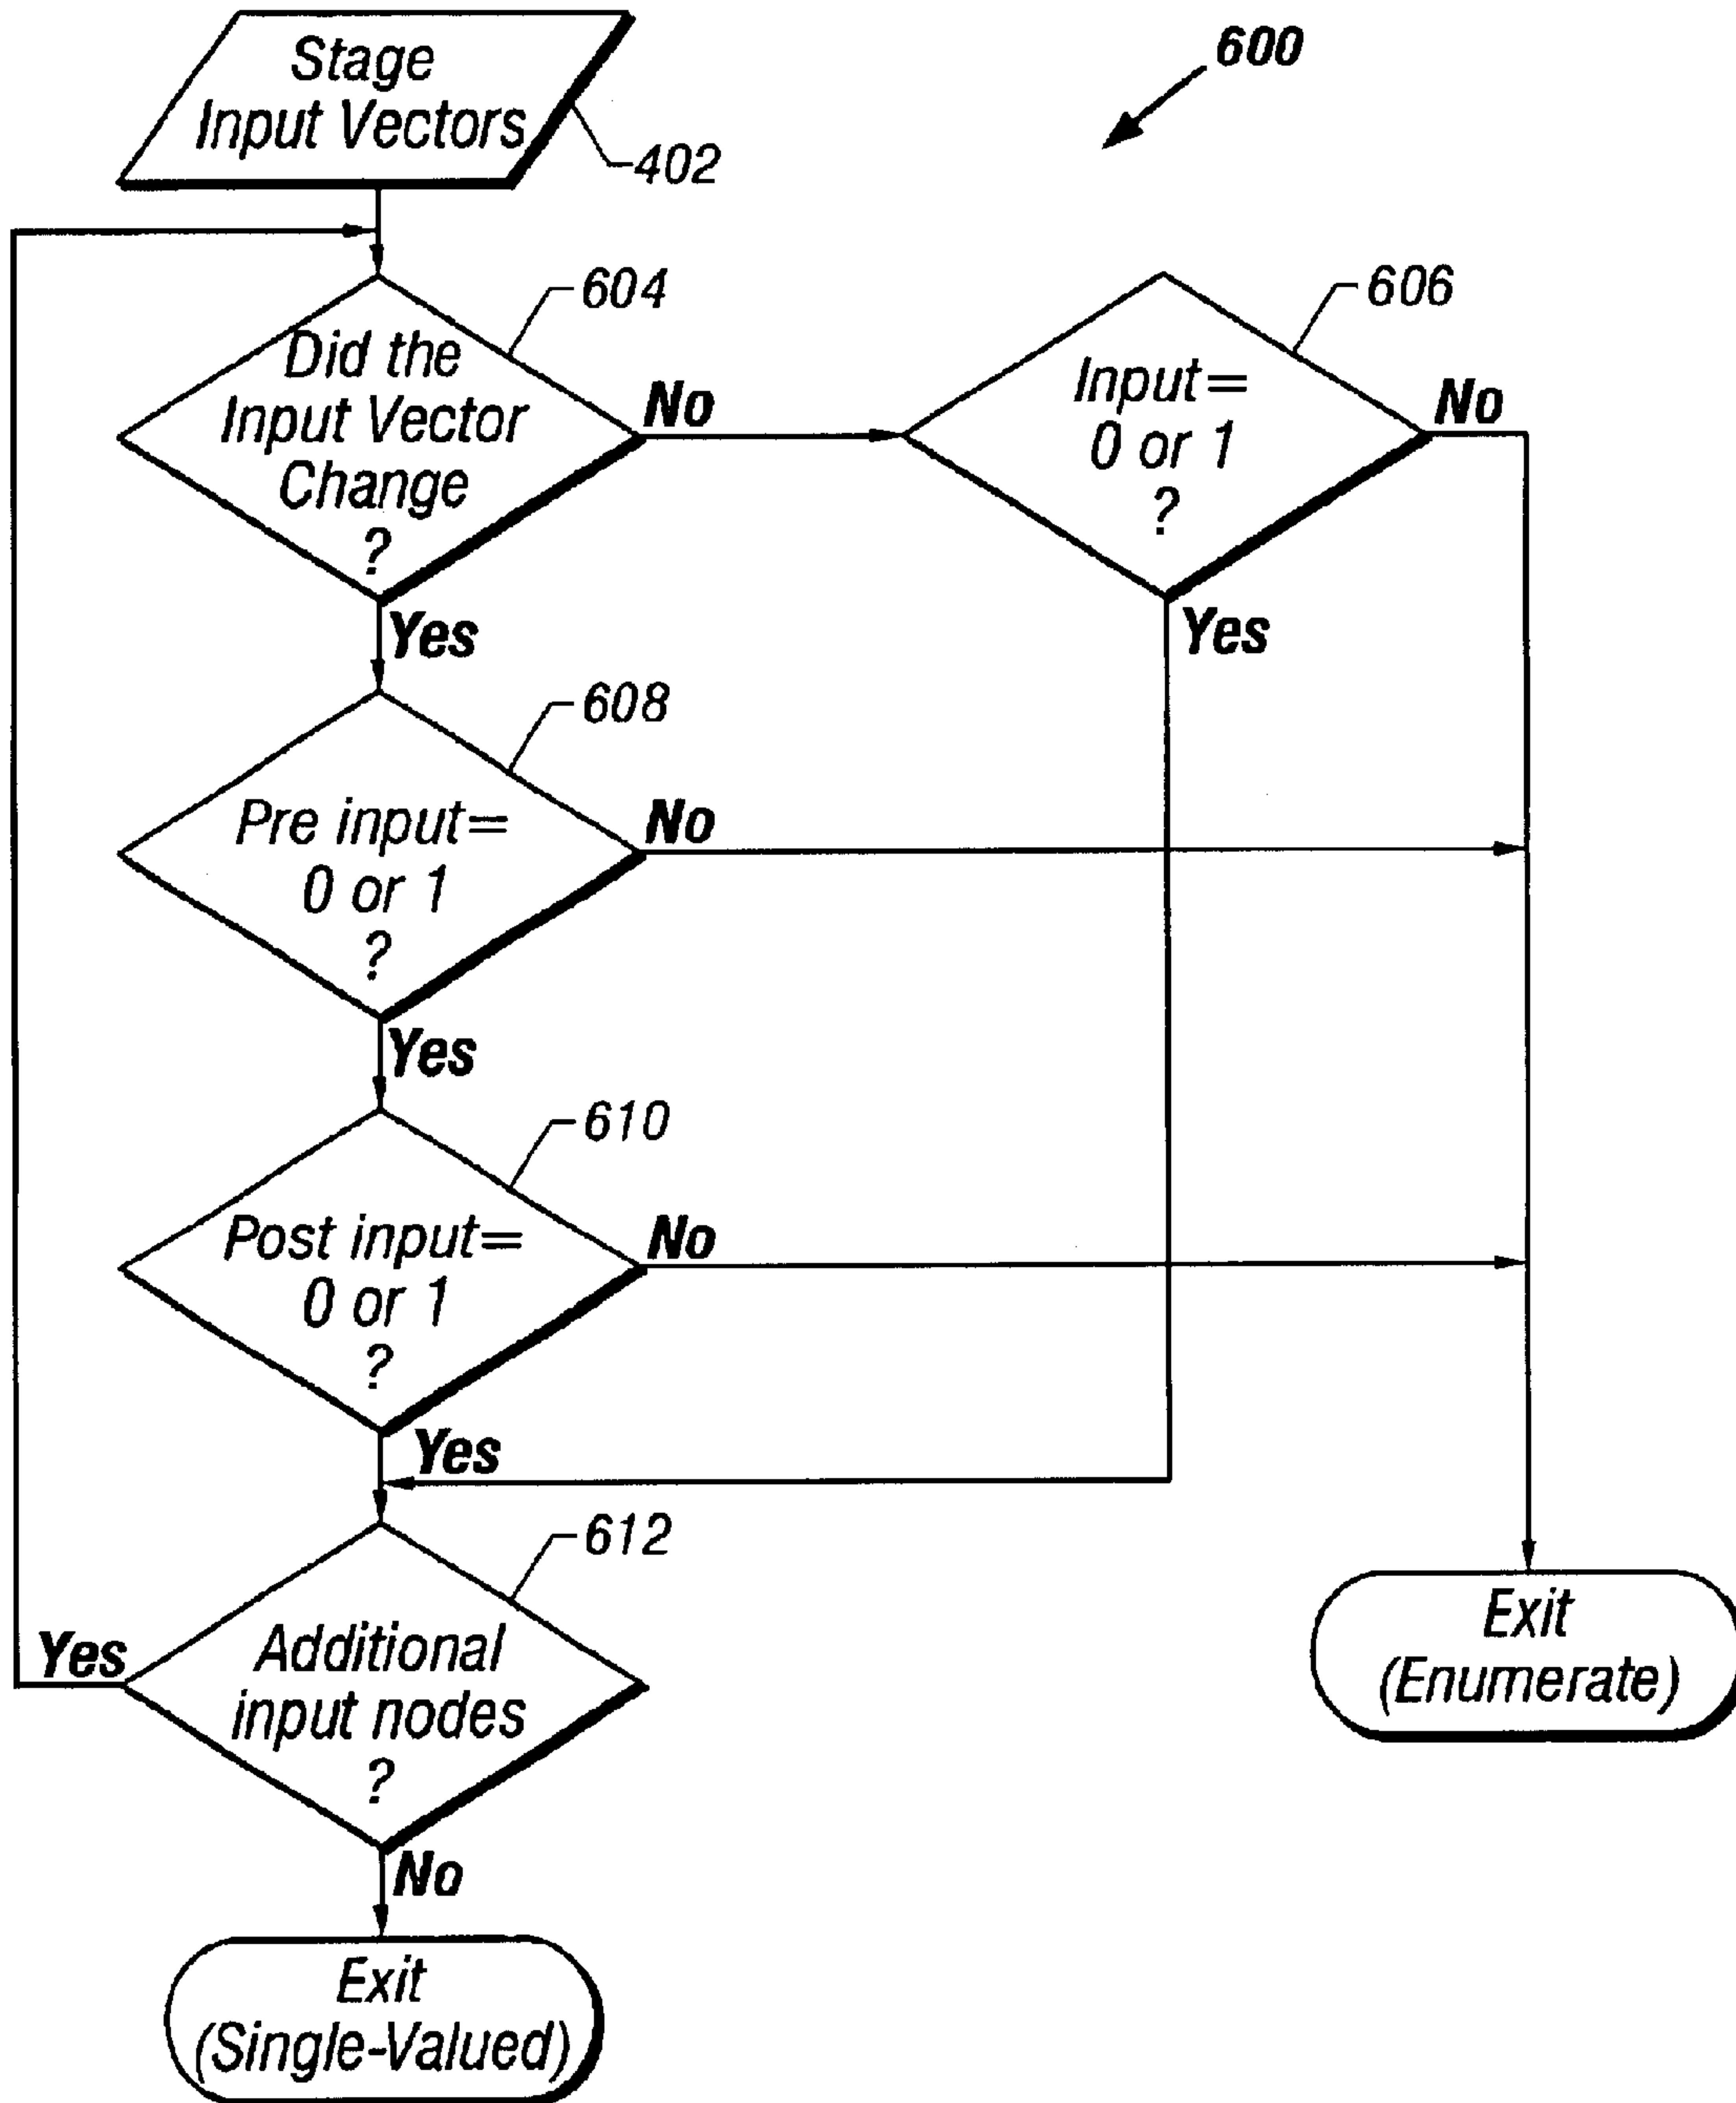 600
Stage
Input Vectors
402
604
Did the
Input Vector
Change
?
No
Yes
606
Input=
0 or 1
?
No
Yes
608
Pre input=
0 or 1
?
No
Yes
610
Post input=
0 or 1
?
No
Yes
612
Additional
input nodes
?
Yes
No
Exit
(Enumerate)
Exit
(Single-Valued)